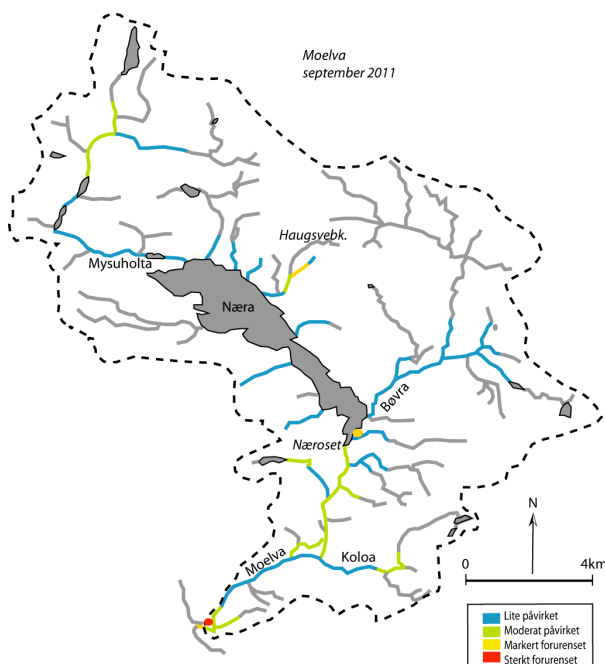 Moelva
september 2011
Haugsvebk.
Mysuholta
Næra
Bøvra
Næroset
N
Moelva
Koloa
0
4km
Lite påvirket
Moderat påvirket
Markert forurenset
Sterkt forurenset